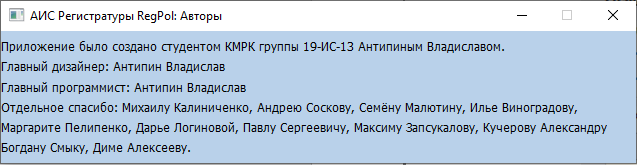 АИС Регистратуры RegPol: Авторы
Приложение было создано студентом КМРК группы 19-ИС-13 Антипиным Владиславом.
Главный дизайнер: Антипин Владислав
Главный программист: Антипин Владислав
Отдельное спасибо: Михаилу Калиниченко, Андрею Соскову, Семёну Малютину, Илье Виноградову,
Маргарите Пелипенко, Дарье Логиновой, Павлу Сергеевичу, Максиму Запсукалову, Кучерову Александру
Богдану Смыку, Диме Алексееву.